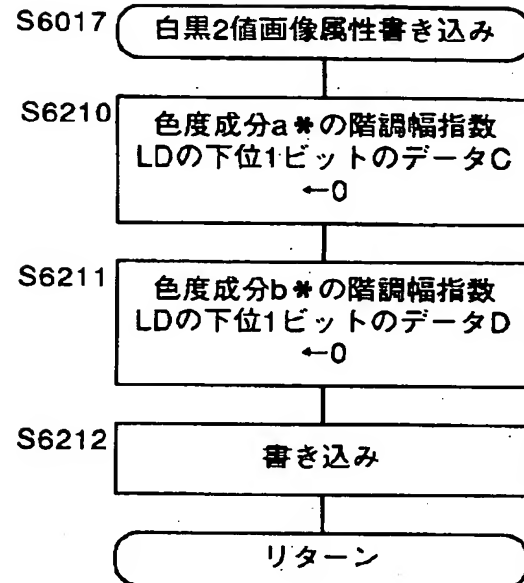 S6017 白黒2値画像属性書き込み
S6210 色度成分a*の階調幅指数
LDの下位1ビットのデータC
←0
S6211 色度成分b*の階調幅指数
LDの下位1ビットのデータD
←0
S6212 書き込み
リターン